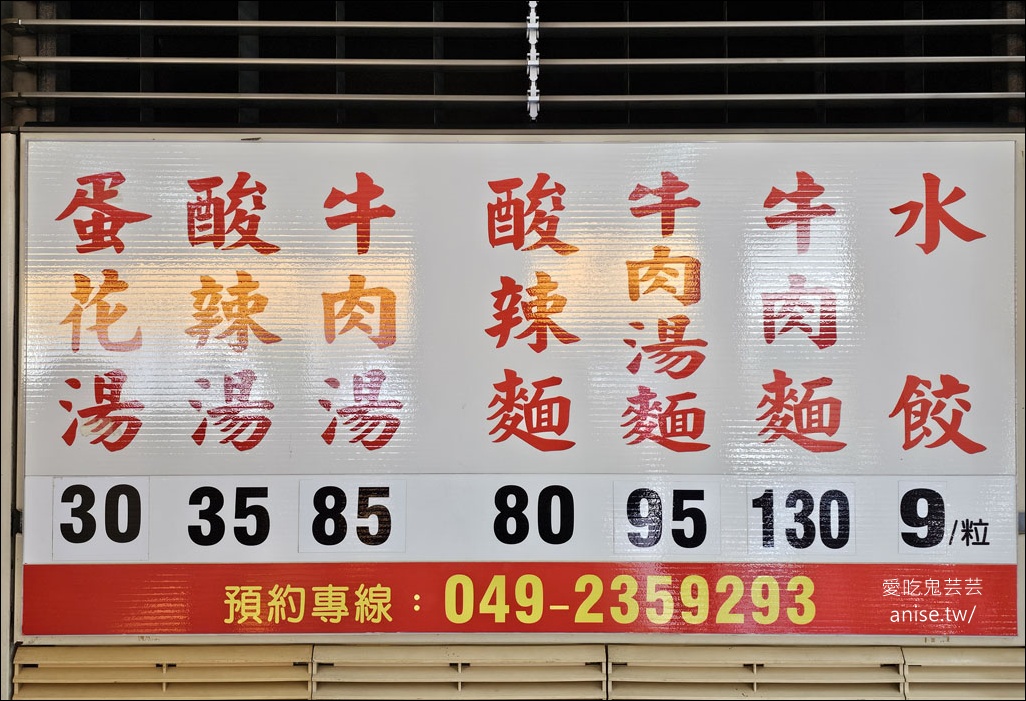 水餃
9/粒
牛肉麵
130
牛肉湯麵
95
酸辣麵
80
牛肉湯
85
酸辣湯
35
蛋花湯
30
預約專線：049-2359293
愛吃鬼芸芸
anise.tw/